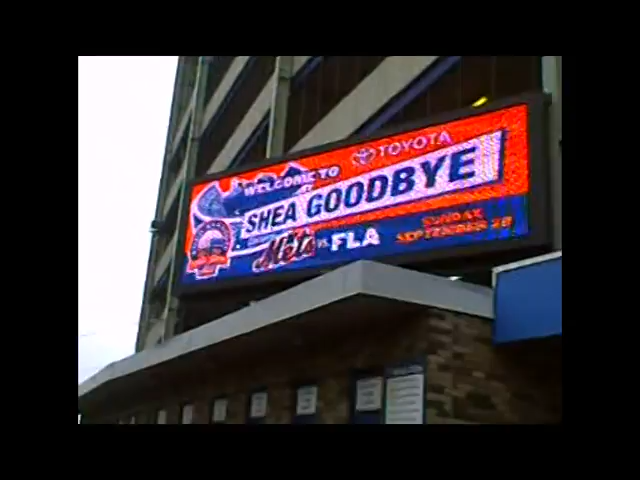 WELCOME TO
TOYOTA
SHEA GOODBYE
Mets VS. FLA
SUNDAY
SEPTEMBER 28